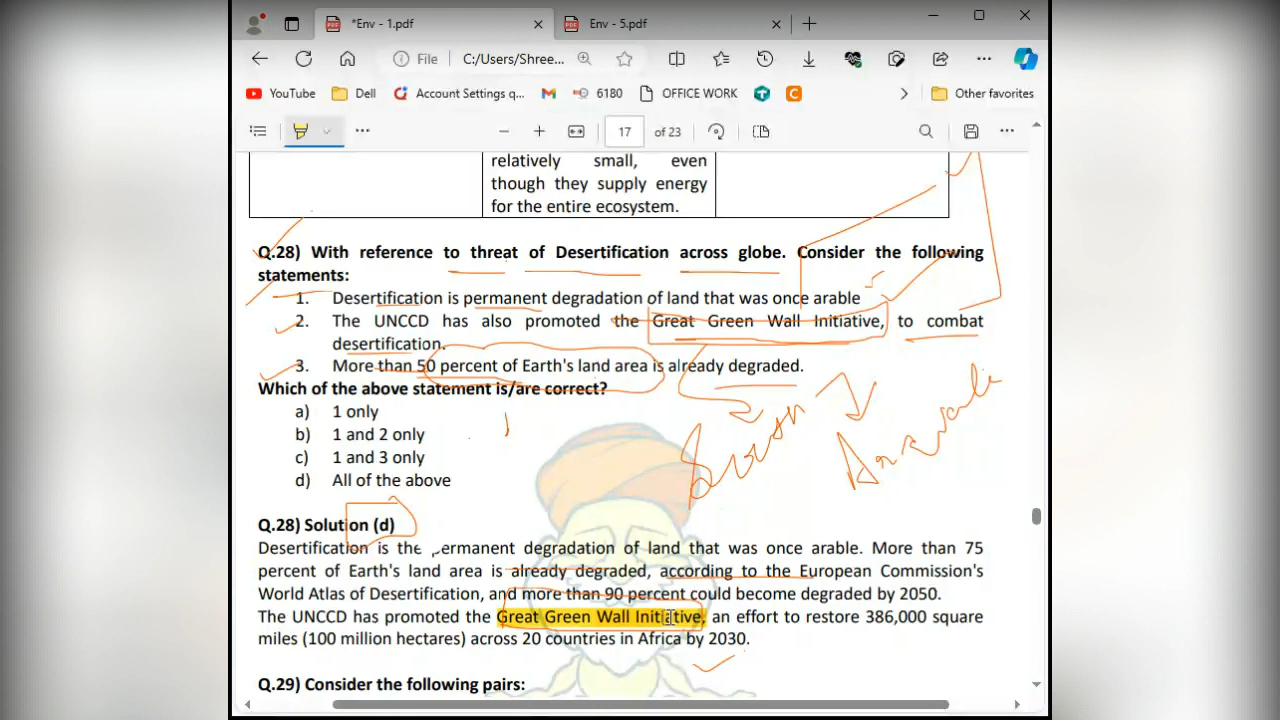 *Env - 1.pdf
Env - 5.pdf
File C:/Users/Shree...
YouTube Dell Account Settings q... 6180 OFFICE WORK Other favorites
17 of 23
relatively small, even
though they supply energy
for the entire ecosystem.
Q.28) With reference to threat of Desertification across globe. Consider the following
statements:
1. Desertification is permanent degradation of land that was once arable
2. The UNCCD has also promoted the Great Green Wall Initiative, to combat
desertification.
3. More than 50 percent of Earth's land area is already degraded.
Which of the above statement is/are correct?
a) 1 only
b) 1 and 2 only
c) 1 and 3 only
d) All of the above
Q.28) Solution (d)
Desertification is the permanent degradation of land that was once arable. More than 75
percent of Earth's land area is already degraded, according to the European Commission's
World Atlas of Desertification, and more than 90 percent could become degraded by 2050.
The UNCCD has promoted the Great Green Wall Initiative, an effort to restore 386,000 square
miles (100 million hectares) across 20 countries in Africa by 2030.
Q.29) Consider the following pairs: